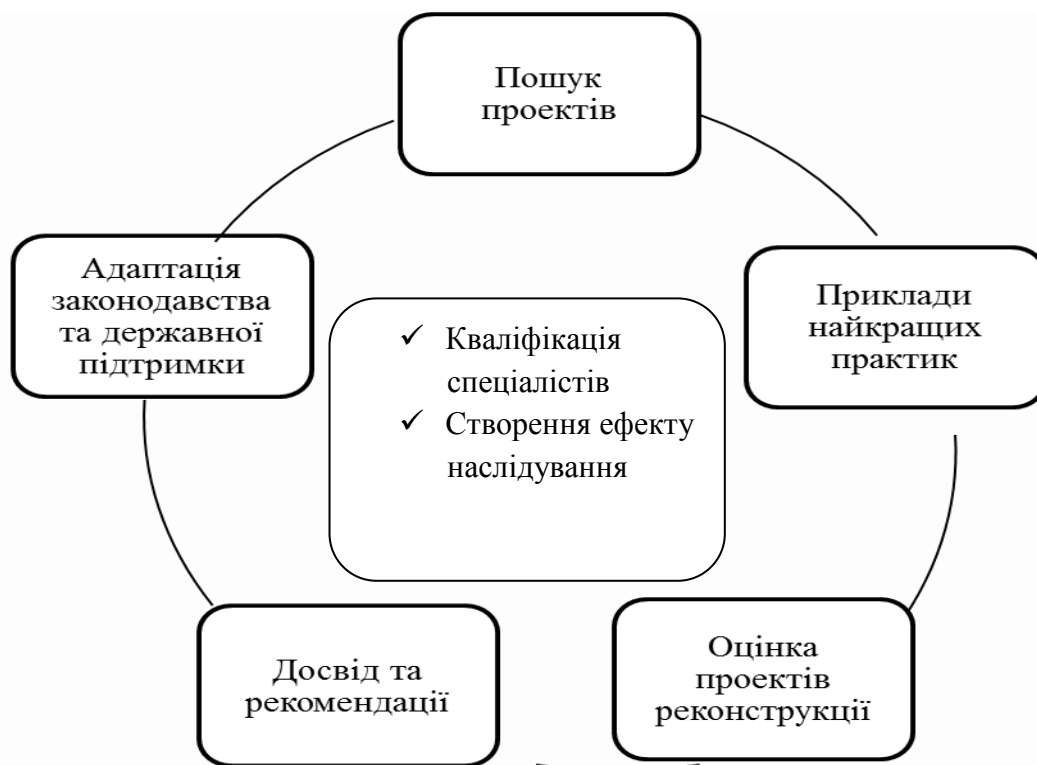 Пошук
проектів
Адаптація
законодавства
та державної
підтримки
Приклади
найкращих
практик
✓ Кваліфікація
спеціалістів
✓ Створення ефекту
наслідування
Досвід та
рекомендації
Оцінка
проектів
реконструкції